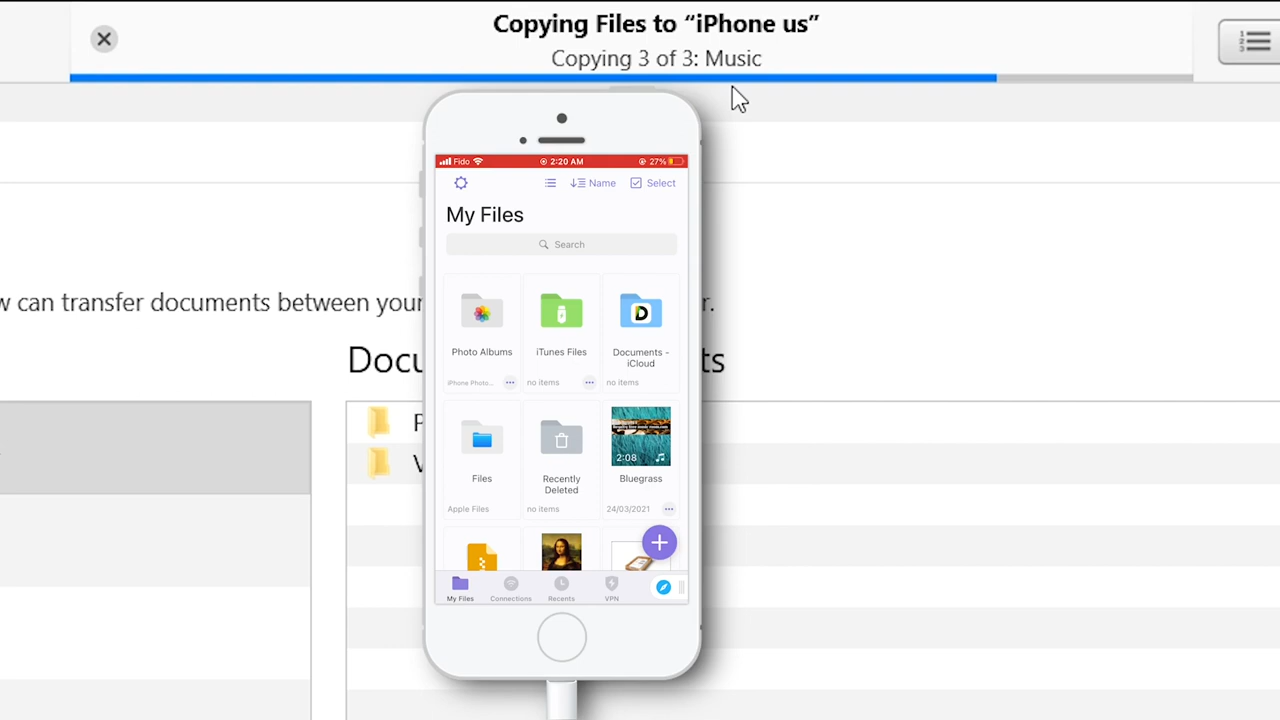 Copying Files to “iPhone us”
Copying 3 of 3: Music
Fido 2:20 AM 27%
Name Select
My Files
Search
can transfer documents between your
Photo Albums iTunes Files Documents -
iCloud
iPhone Photo... no items no items
2:08
Files Recently Bluegrass
Deleted
Apple Files no items 24/03/2021
My Files Connections Recents VPN